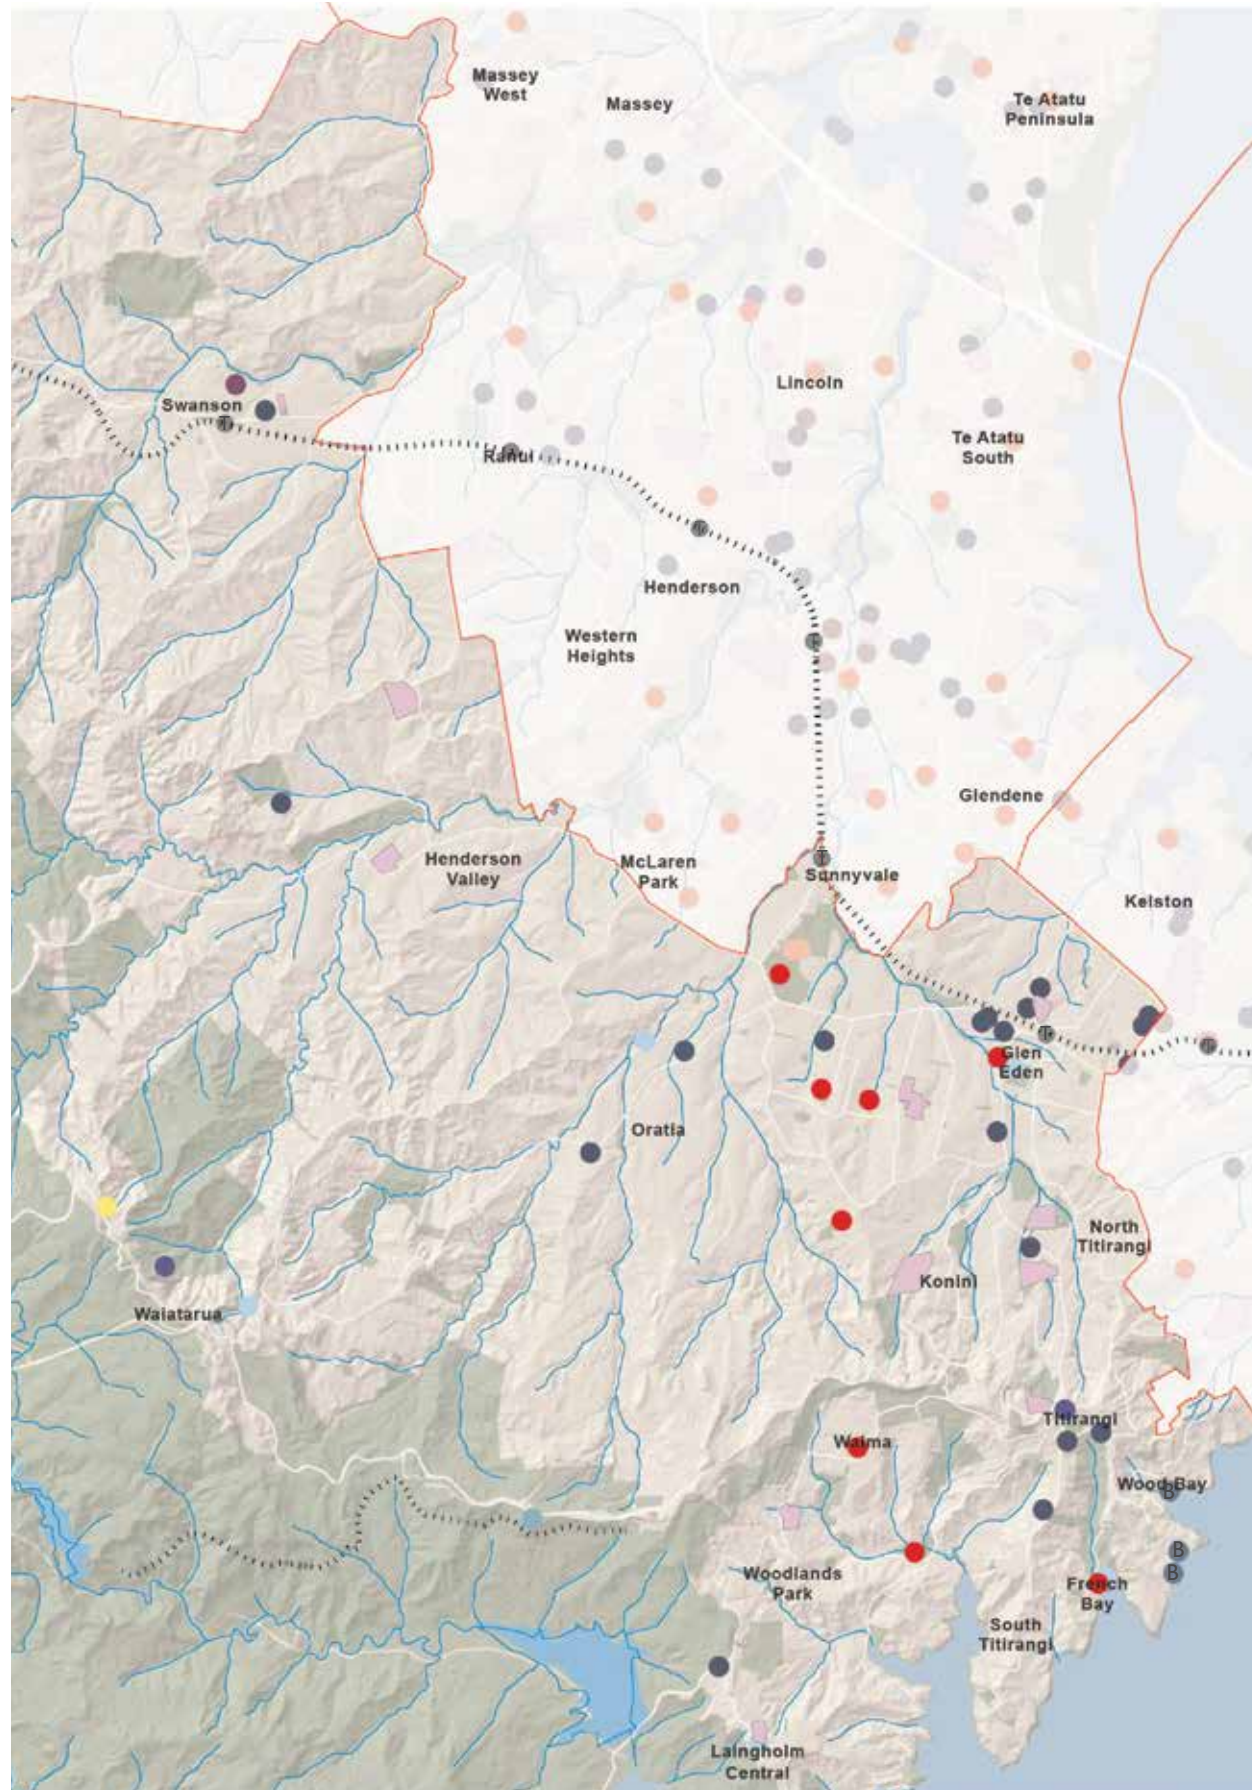 Massey
West
Massey
Te Atatu
Peninsula
Lincoln
Swanson
Te Atatu
South
Ranui
Henderson
Western
Heights
Glendene
Henderson
Valley
McLaren
Park
Sunnyvale
Kelston
Glen
Eden
Oratia
North
Titirangi
Konini
Waiatarua
Titirangi
Waima
Wood Bay
B
B
B
Woodlands
Park
French
Bay
South
Titirangi
Laingholm
Central